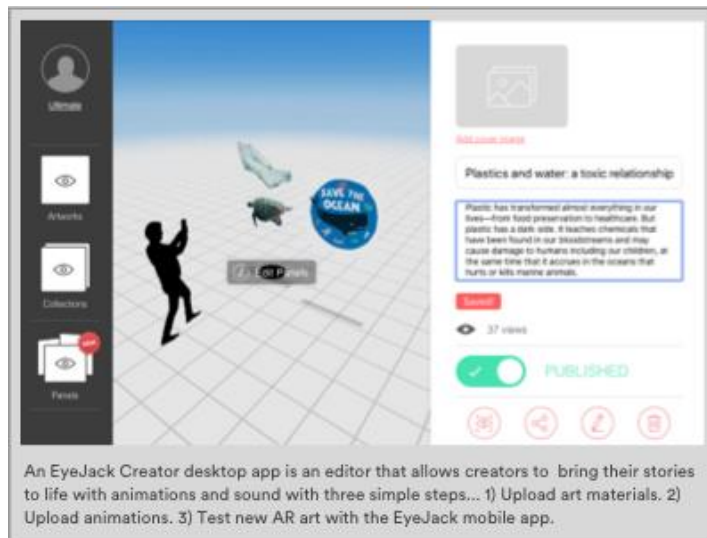 Ultimate
Artworks
Collections
NEW
Panels
SAVE THE
OCEAN
Edit Panels
Add cover image
Plastics and water: a toxic relationship
Plastic has transformed almost everything in our
lives—from food preservation to healthcare. But
plastic has a dark side. It leaches chemicals that
have been found in our bloodstreams and may
cause damage to humans including our children, at
the same time that it accrues in the oceans that
hurts or kills marine animals.
Saved!
37 views
PUBLISHED
An EyeJack Creator desktop app is an editor that allows creators to bring their stories
to life with animations and sound with three simple steps... 1) Upload art materials. 2)
Upload animations. 3) Test new AR art with the EyeJack mobile app.